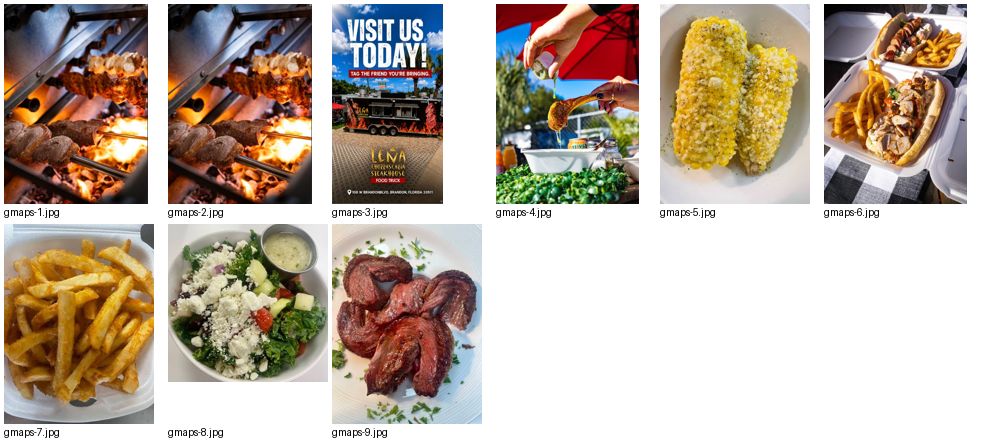 VISIT US
TODAY!
TAG THE FRIEND YOU'RE BRINGING.
LEÑA
CHURRASCARIA
STEAKHOUSE
FOOD TRUCK
gmaps-1.jpg
gmaps-2.jpg
gmaps-3.jpg
gmaps-4.jpg
gmaps-5.jpg
gmaps-6.jpg
gmaps-7.jpg
gmaps-8.jpg
gmaps-9.jpg